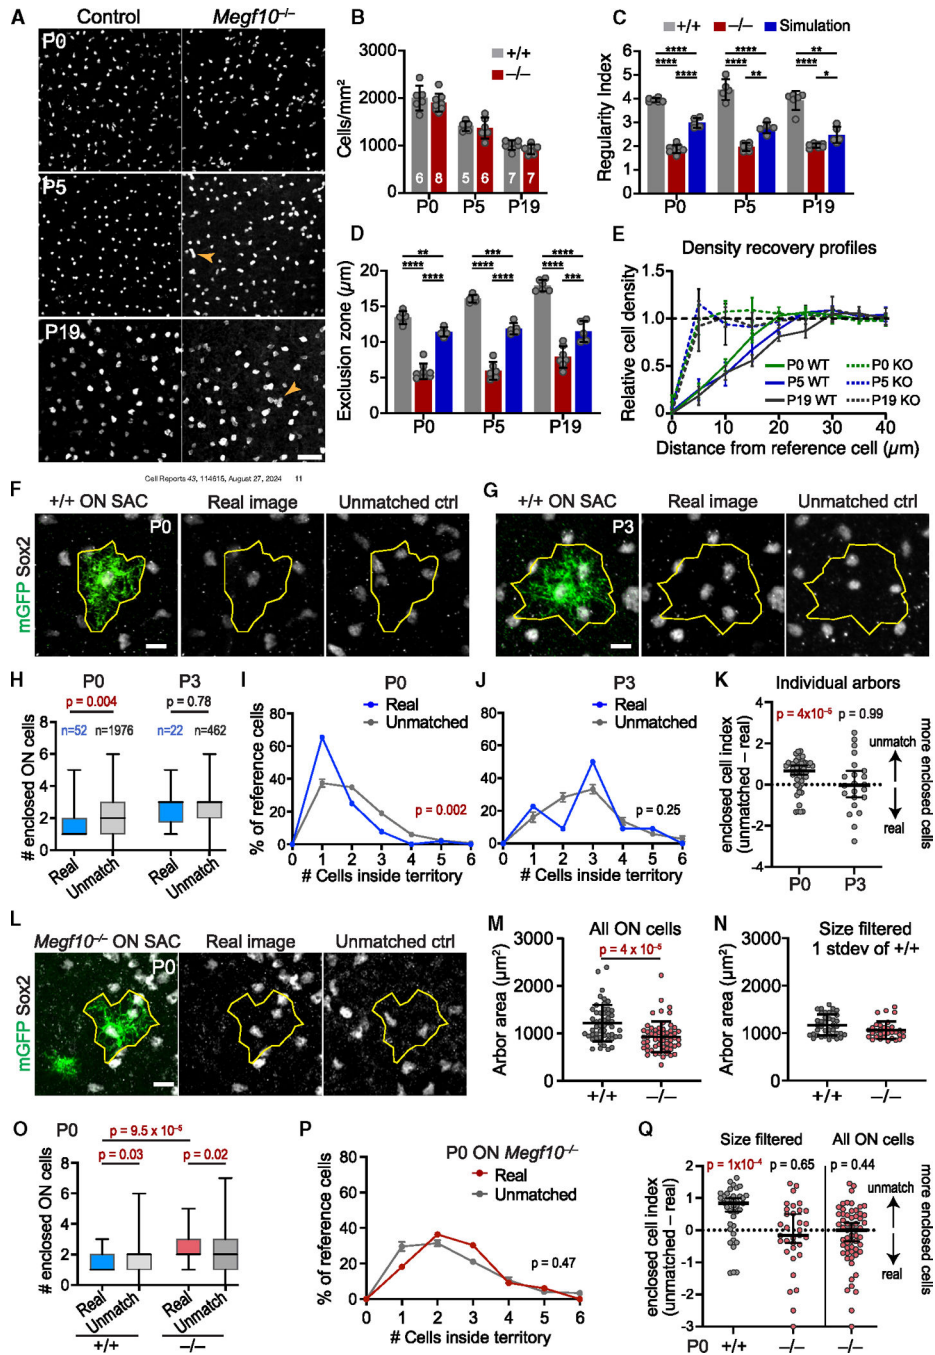 A
Control
Megf10–/–
P0
P5
P19
B
Cells/mm²
3000
2000
1000
0
+/+
–/–
6
8
5
6
7
7
P0
P5
P19
C
+/+
–/–
Simulation
Regularity Index
6
5
4
3
2
1
0
****
****
****
****
****
**
**
****
*
P0
P5
P19
D
Exclusion zone (µm)
20
15
10
5
0
**
****
****
***
****
****
****
****
***
P0
P5
P19
E
Density recovery profiles
Relative cell density
1.5
1.0
0.5
0
P0 WT
P0 KO
P5 WT
P5 KO
P19 WT
P19 KO
0
10
20
30
40
Distance from reference cell (µm)
Cell Reports 43, 114615, August 27, 2024 11
F
+/+ ON SAC
Real image
Unmatched ctrl
P0
mGFP Sox2
G
+/+ ON SAC
Real image
Unmatched ctrl
P3
H
P0
P3
p = 0.004
p = 0.78
n=52
n=1976
n=22
n=462
# enclosed ON cells
8
6
4
2
0
Real
Unmatch
Real
Unmatch
I
P0
Real
Unmatched
% of reference cells
80
60
40
20
0
p = 0.002
0
1
2
3
4
5
6
# Cells inside territory
J
P3
Real
Unmatched
80
60
40
20
0
p = 0.25
0
1
2
3
4
5
6
# Cells inside territory
K
Individual arbors
p = 4x10⁻⁵
p = 0.99
enclosed cell index
(unmatched – real)
4
2
0
-2
-4
unmatch
real
more enclosed cells
P0
P3
L
Megf10–/– ON SAC
Real image
Unmatched ctrl
P0
mGFP Sox2
M
All ON cells
p = 4 x 10⁻⁵
Arbor area (µm²)
3000
2000
1000
0
+/+
–/–
N
Size filtered
1 stdev of +/+
Arbor area (µm²)
3000
2000
1000
0
+/+
–/–
O
P0
p = 9.5 x 10⁻⁵
p = 0.03
p = 0.02
# enclosed ON cells
8
6
4
2
0
Real
Unmatch
Real
Unmatch
+/+
–/–
P
P0 ON Megf10–/–
Real
Unmatched
% of reference cells
80
60
40
20
0
p = 0.47
0
1
2
3
4
5
6
# Cells inside territory
Q
Size filtered
All ON cells
p = 1x10⁻⁴
p = 0.65
p = 0.44
enclosed cell index
(unmatched – real)
2
1
0
-1
-2
-3
unmatch
real
more enclosed cells
P0
+/+
–/–
–/–